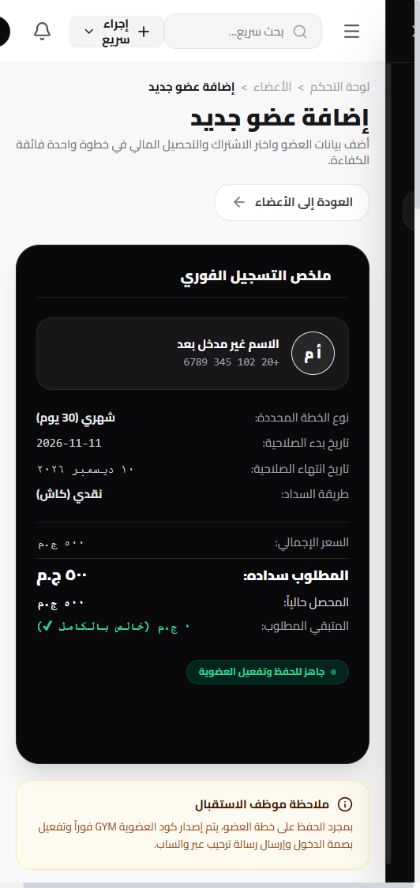 بحث سريع...
إجراء
سريع
لوحة التحكم > الأعضاء > إضافة عضو جديد
إضافة عضو جديد
أضف بيانات العضو واختر الاشتراك والتحصيل المالي في خطوة واحدة فائقة
الكفاءة.
العودة إلى الأعضاء
ملخص التسجيل الفوري
أ م
الاسم غير مدخل بعد
+20 102 345 6789
نوع الخطة المحددة: شهري (30 يوم)
تاريخ بدء الصلاحية: 2026-11-11
تاريخ انتهاء الصلاحية: ١٠ ديسمبر ٢٠٢٦
طريقة السداد: نقدي (كاش)
السعر الإجمالي: ٥٠٠ ج.م
المطلوب سداده: ٥٠٠ ج.م
المحصل حالياً: ٥٠٠ ج.م
المتبقي المطلوب: ٠ ج.م (خالص بالكامل ✓)
جاهز للحفظ وتفعيل العضوية
ملاحظة موظف الاستقبال
بمجرد الحفظ على خطة العضو، يتم إصدار كود العضوية GYM فوراً وتفعيل
بصمة الدخول وإرسال رسالة ترحيب عبر واتساب.